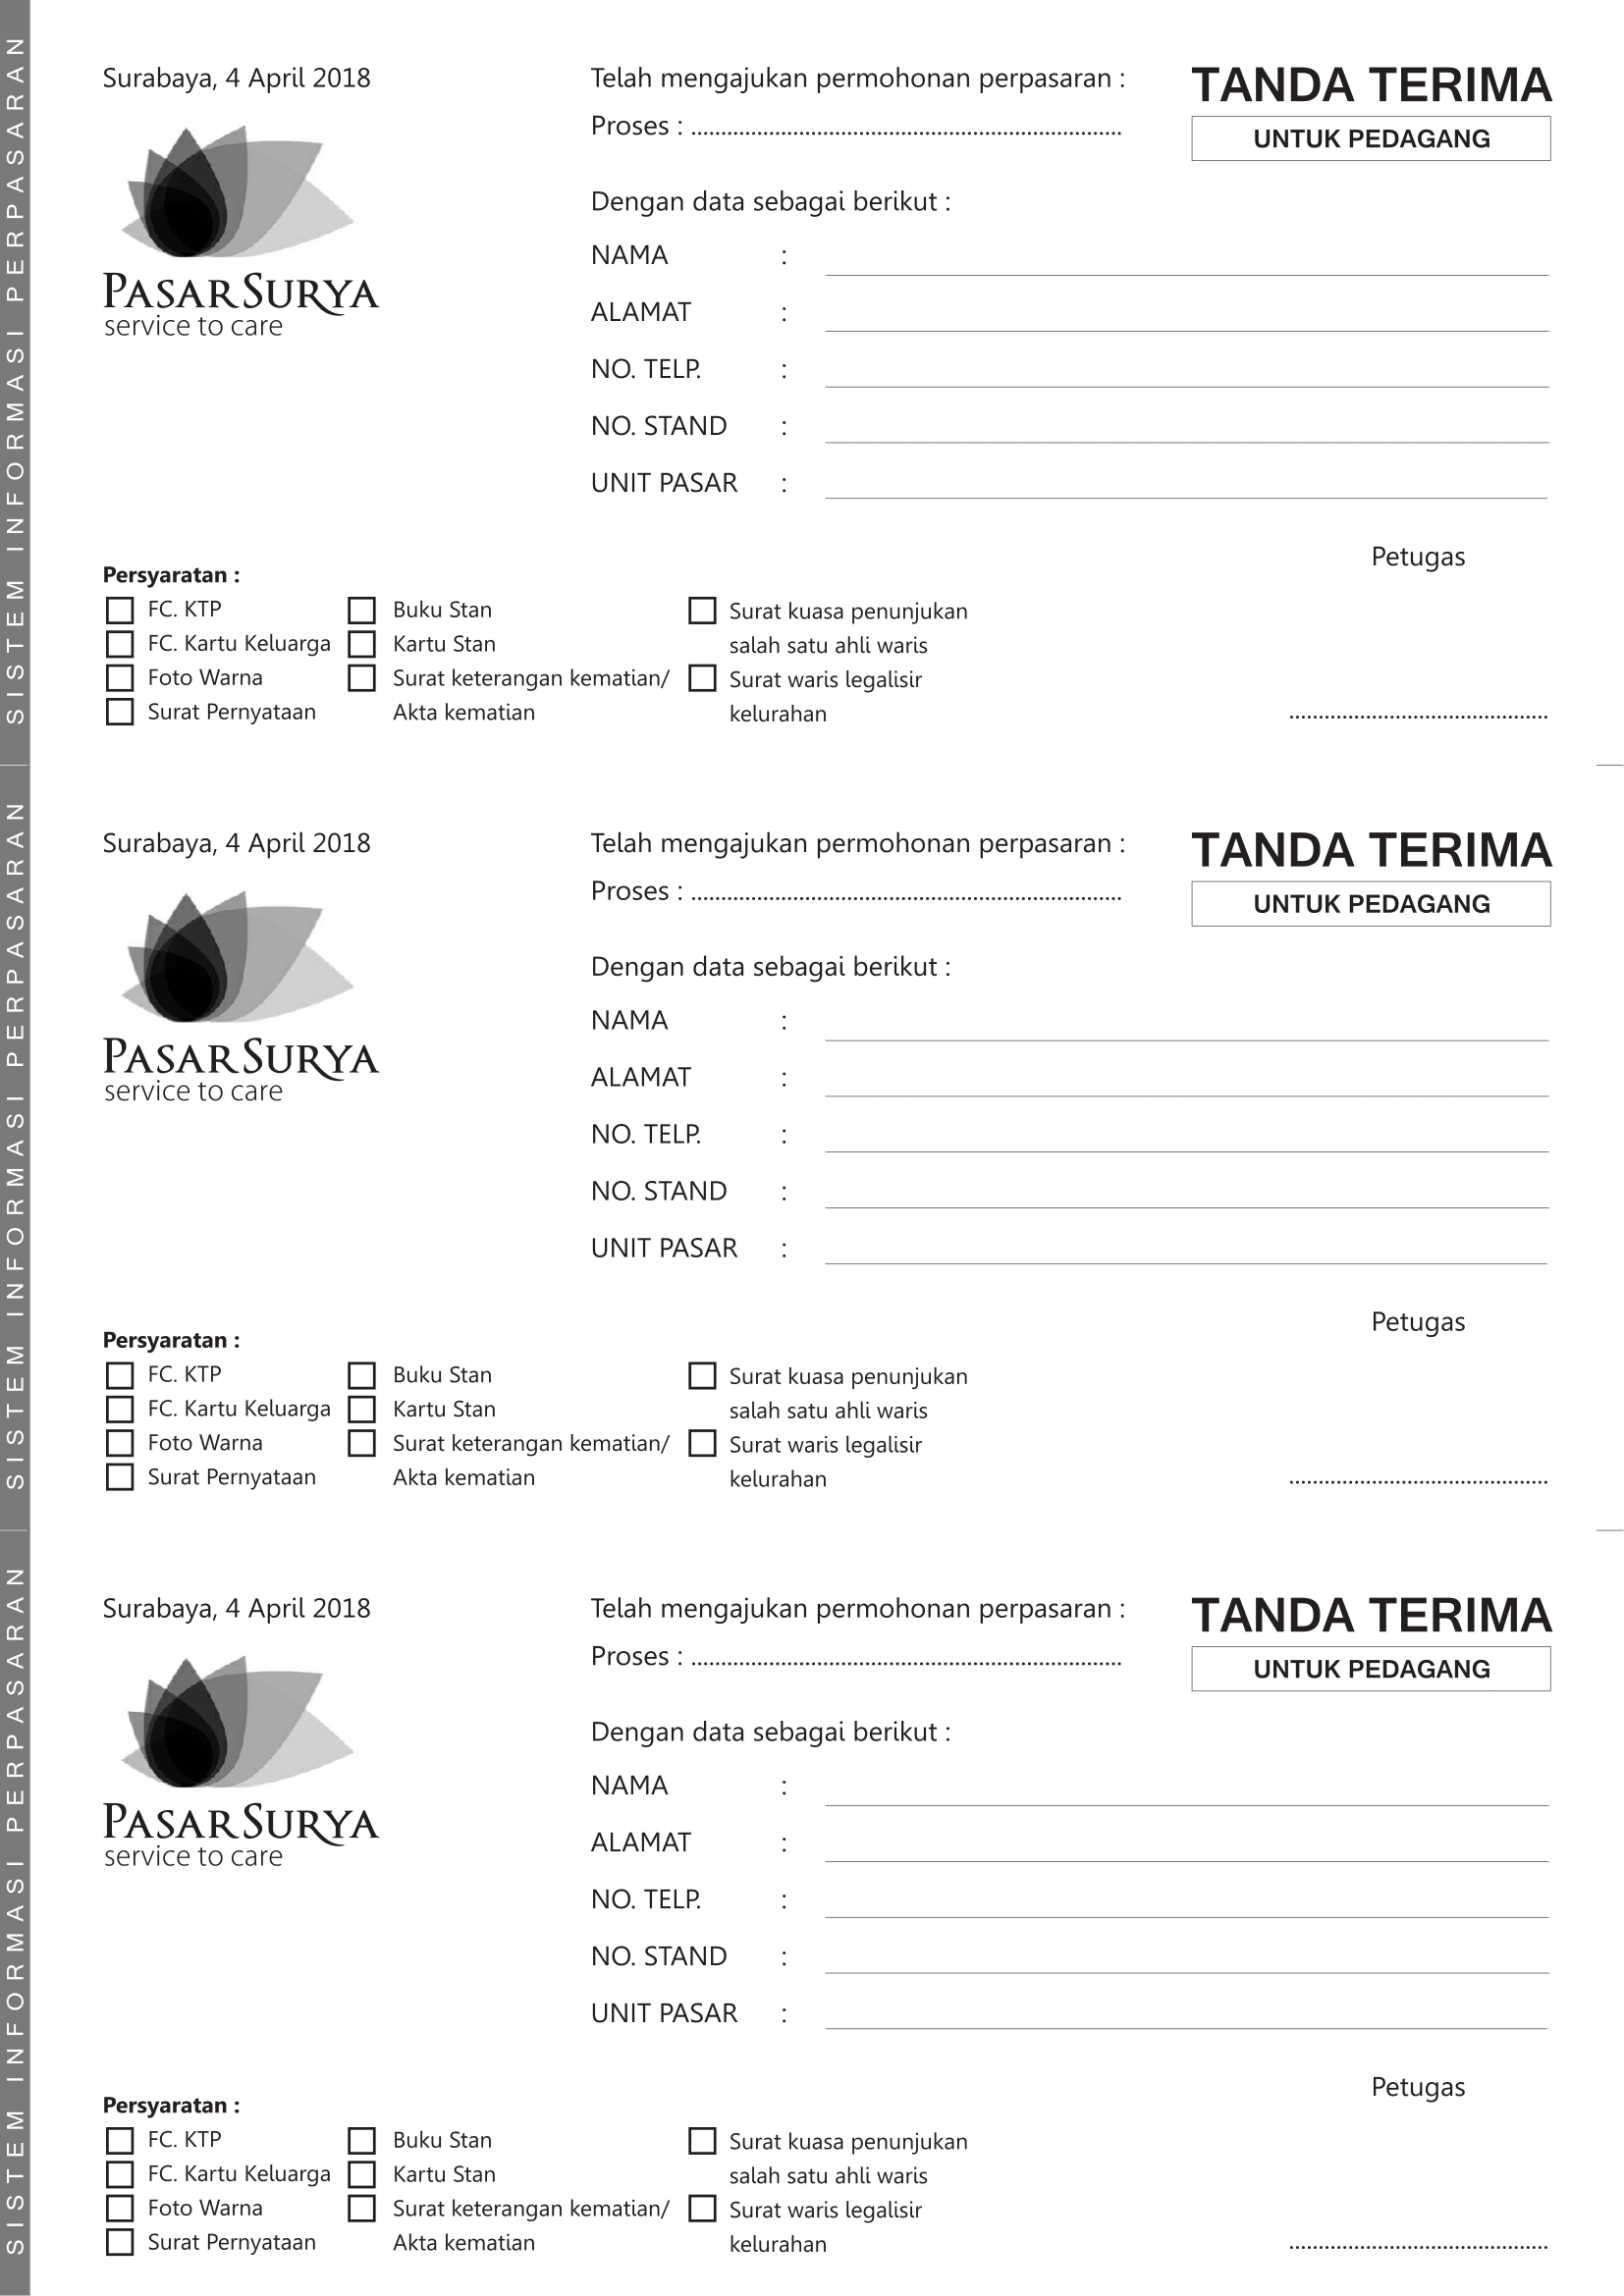 SISTEM INFORMASI PERPASARAN
Surabaya, 4 April 2018
PASAR SURYA
service to care
Telah mengajukan permohonan perpasaran :
Proses : ..........................................................................
TANDA TERIMA
UNTUK PEDAGANG
Dengan data sebagai berikut :
NAMA :
ALAMAT :
NO. TELP. :
NO. STAND :
UNIT PASAR :
Petugas
Persyaratan :
FC. KTP
FC. Kartu Keluarga
Foto Warna
Surat Pernyataan
Buku Stan
Kartu Stan
Surat keterangan kematian/
Akta kematian
Surat kuasa penunjukan
salah satu ahli waris
Surat waris legalisir
kelurahan
............................................
SISTEM INFORMASI PERPASARAN
Surabaya, 4 April 2018
PASAR SURYA
service to care
Telah mengajukan permohonan perpasaran :
Proses : ..........................................................................
TANDA TERIMA
UNTUK PEDAGANG
Dengan data sebagai berikut :
NAMA :
ALAMAT :
NO. TELP. :
NO. STAND :
UNIT PASAR :
Petugas
Persyaratan :
FC. KTP
FC. Kartu Keluarga
Foto Warna
Surat Pernyataan
Buku Stan
Kartu Stan
Surat keterangan kematian/
Akta kematian
Surat kuasa penunjukan
salah satu ahli waris
Surat waris legalisir
kelurahan
............................................
SISTEM INFORMASI PERPASARAN
Surabaya, 4 April 2018
PASAR SURYA
service to care
Telah mengajukan permohonan perpasaran :
Proses : ..........................................................................
TANDA TERIMA
UNTUK PEDAGANG
Dengan data sebagai berikut :
NAMA :
ALAMAT :
NO. TELP. :
NO. STAND :
UNIT PASAR :
Petugas
Persyaratan :
FC. KTP
FC. Kartu Keluarga
Foto Warna
Surat Pernyataan
Buku Stan
Kartu Stan
Surat keterangan kematian/
Akta kematian
Surat kuasa penunjukan
salah satu ahli waris
Surat waris legalisir
kelurahan
............................................